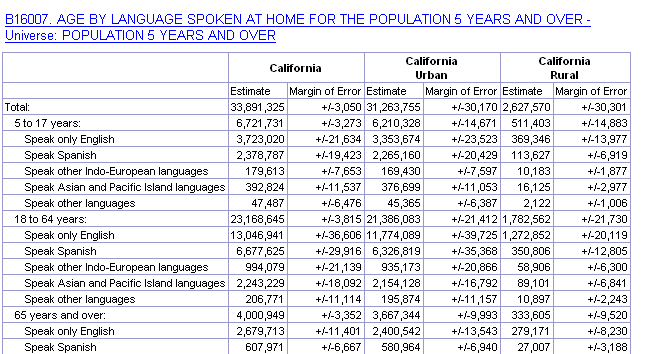 B16007. AGE BY LANGUAGE SPOKEN AT HOME FOR THE POPULATION 5 YEARS AND OVER -
Universe: POPULATION 5 YEARS AND OVER
California California Urban California Rural
Estimate Margin of Error Estimate Margin of Error Estimate Margin of Error
Total: 33,891,325 +/-3,050 31,263,755 +/-30,170 2,627,570 +/-30,301
5 to 17 years: 6,721,731 +/-3,273 6,210,328 +/-14,671 511,403 +/-14,883
Speak only English 3,723,020 +/-21,634 3,353,674 +/-23,523 369,346 +/-13,977
Speak Spanish 2,378,787 +/-19,423 2,265,160 +/-20,429 113,627 +/-6,919
Speak other Indo-European languages 179,613 +/-7,653 169,430 +/-7,597 10,183 +/-1,877
Speak Asian and Pacific Island languages 392,824 +/-11,537 376,699 +/-11,053 16,125 +/-2,977
Speak other languages 47,487 +/-6,476 45,365 +/-6,387 2,122 +/-1,006
18 to 64 years: 23,168,645 +/-3,815 21,386,083 +/-21,412 1,782,562 +/-21,730
Speak only English 13,046,941 +/-36,606 11,774,089 +/-39,725 1,272,852 +/-20,119
Speak Spanish 6,677,625 +/-29,916 6,326,819 +/-35,368 350,806 +/-12,805
Speak other Indo-European languages 994,079 +/-21,139 935,173 +/-20,866 58,906 +/-6,300
Speak Asian and Pacific Island languages 2,243,229 +/-18,092 2,154,128 +/-16,792 89,101 +/-6,841
Speak other languages 206,771 +/-11,114 195,874 +/-11,157 10,897 +/-2,243
65 years and over: 4,000,949 +/-3,352 3,667,344 +/-9,993 333,605 +/-9,520
Speak only English 2,679,713 +/-11,401 2,400,542 +/-13,543 279,171 +/-8,230
Speak Spanish 607,971 +/-6,667 580,964 +/-6,940 27,007 +/-3,188